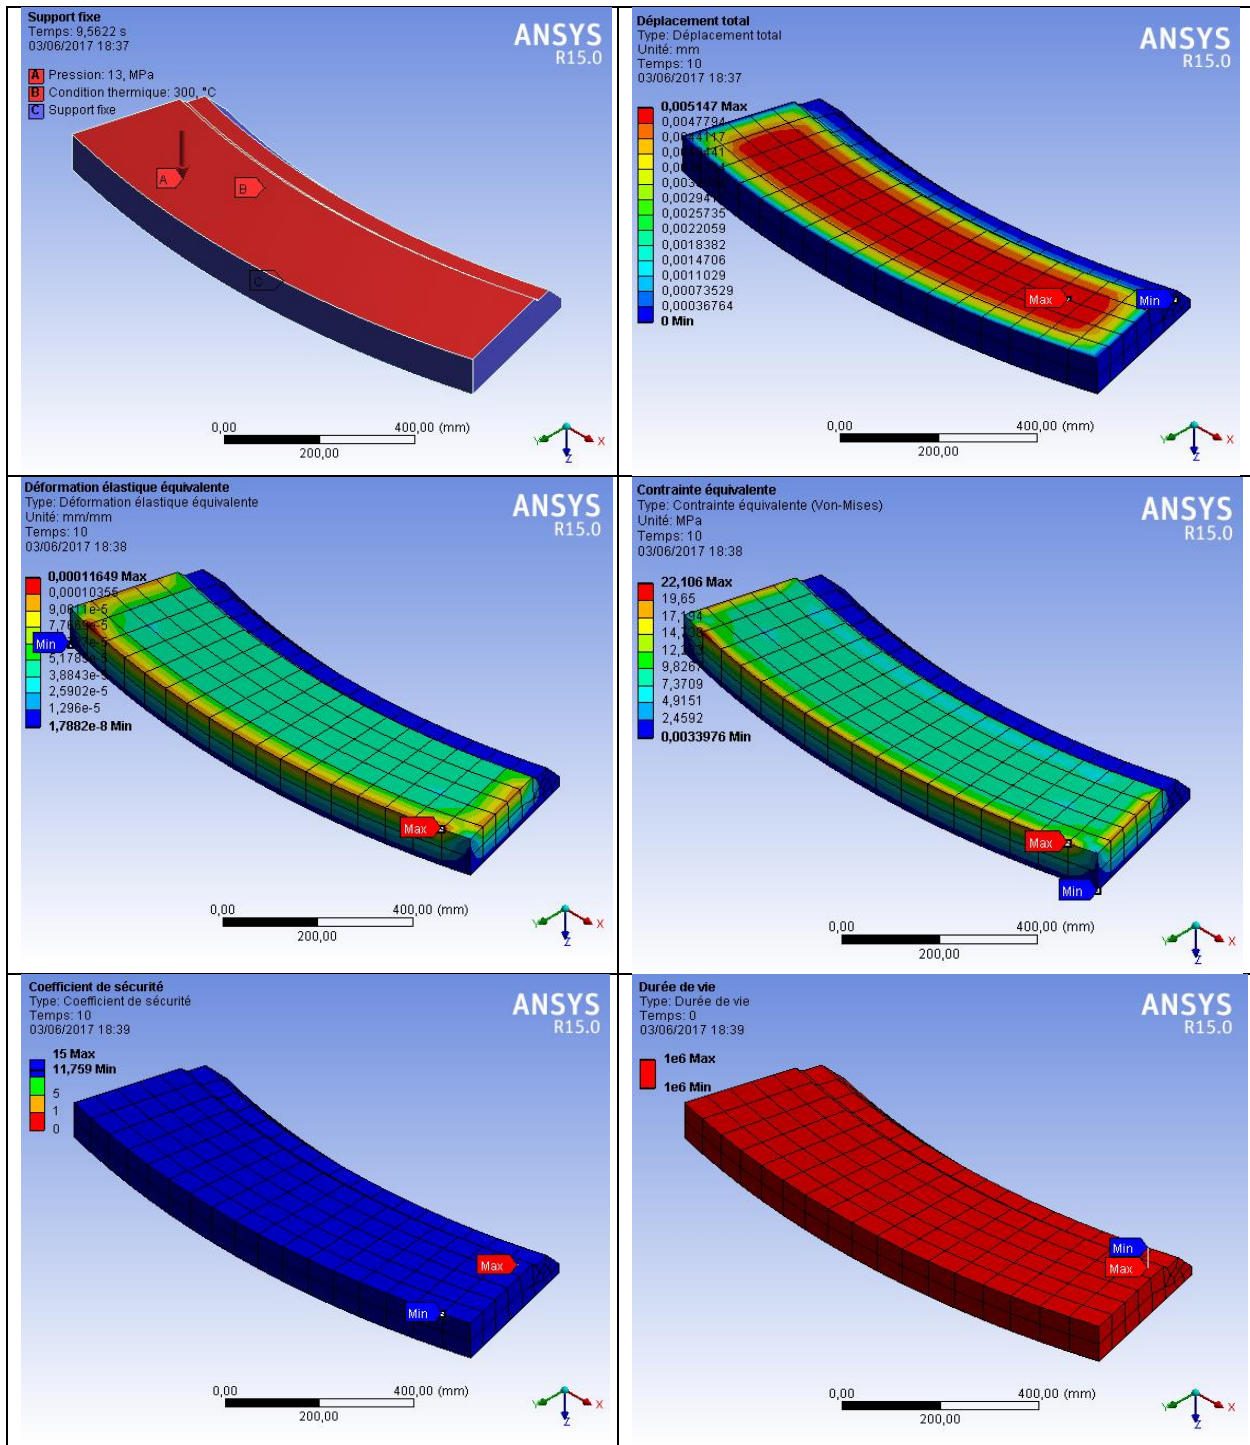 Support fixe
Temps: 9,5622 s
03/06/2017 18:37
ANSYS
R15.0
A Pression: 13, MPa
B Condition thermique: 300, °C
C Support fixe
A
B
C
0,00
400,00 (mm)
200,00
Y
X
Z
Déplacement total
Type: Déplacement total
Unité: mm
Temps: 10
03/06/2017 18:37
ANSYS
R15.0
0,005147 Max
0,0047794
0,0025735
0,0022059
0,0018382
0,0014706
0,0011029
0,00073529
0,00036764
0 Min
Max
Min
0,00
400,00 (mm)
200,00
Y
X
Z
Déformation élastique équivalente
Type: Déformation élastique équivalente
Unité: mm/mm
Temps: 10
03/06/2017 18:38
ANSYS
R15.0
0,00011649 Max
0,00010355
Min
3,8843e-5
2,5902e-5
1,296e-5
1,7882e-8 Min
Max
0,00
400,00 (mm)
200,00
Y
X
Z
Contrainte équivalente
Type: Contrainte équivalente (Von-Mises)
Unité: MPa
Temps: 10
03/06/2017 18:38
ANSYS
R15.0
22,106 Max
19,65
17,194
9,8267
7,3709
4,9151
2,4592
0,0033976 Min
Max
Min
0,00
400,00 (mm)
200,00
Y
X
Z
Coefficient de sécurité
Type: Coefficient de sécurité
Temps: 10
03/06/2017 18:39
ANSYS
R15.0
15 Max
11,759 Min
5
1
0
Max
Min
0,00
400,00 (mm)
200,00
Y
X
Z
Durée de vie
Type: Durée de vie
Temps: 0
03/06/2017 18:39
ANSYS
R15.0
1e6 Max
1e6 Min
Min
Max
0,00
400,00 (mm)
200,00
Y
X
Z